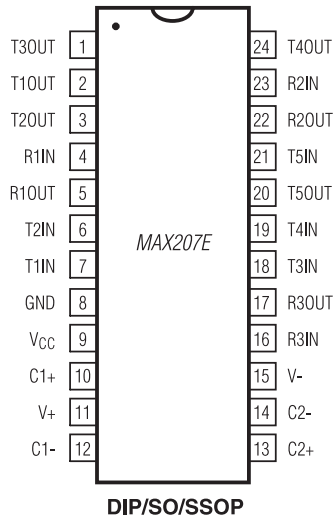 T3OUT 1 24 T4OUT
T1OUT 2 23 R2IN
T2OUT 3 22 R2OUT
R1IN 4 21 T5IN
R1OUT 5 20 T5OUT
T2IN 6 19 T4IN
MAX207E
T1IN 7 18 T3IN
GND 8 17 R3OUT
VCC 9 16 R3IN
C1+ 10 15 V-
V+ 11 14 C2-
C1- 12 13 C2+
DIP/SO/SSOP